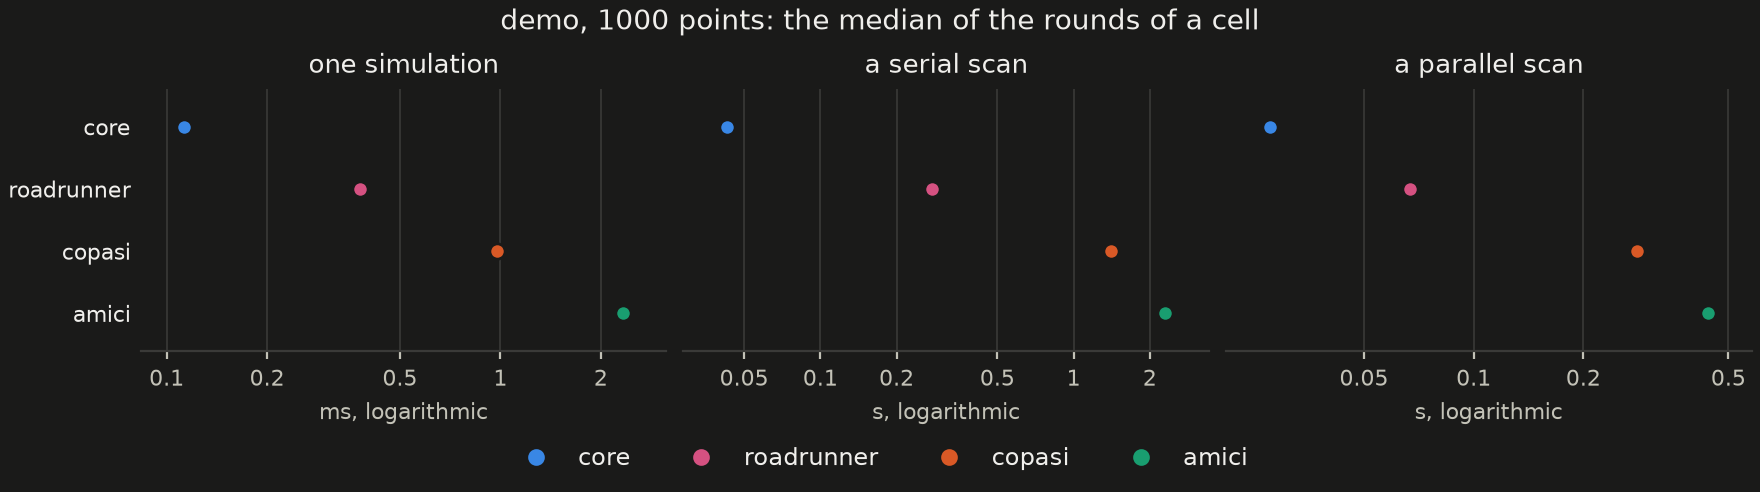 demo, 1000 points: the median of the rounds of a cell
one simulation
a serial scan
a parallel scan
core
roadrunner
copasi
amici
0.1 0.2 0.5 1 2
0.05 0.1 0.2 0.5 1 2
0.05 0.1 0.2 0.5
ms, logarithmic
s, logarithmic
s, logarithmic
core roadrunner copasi amici